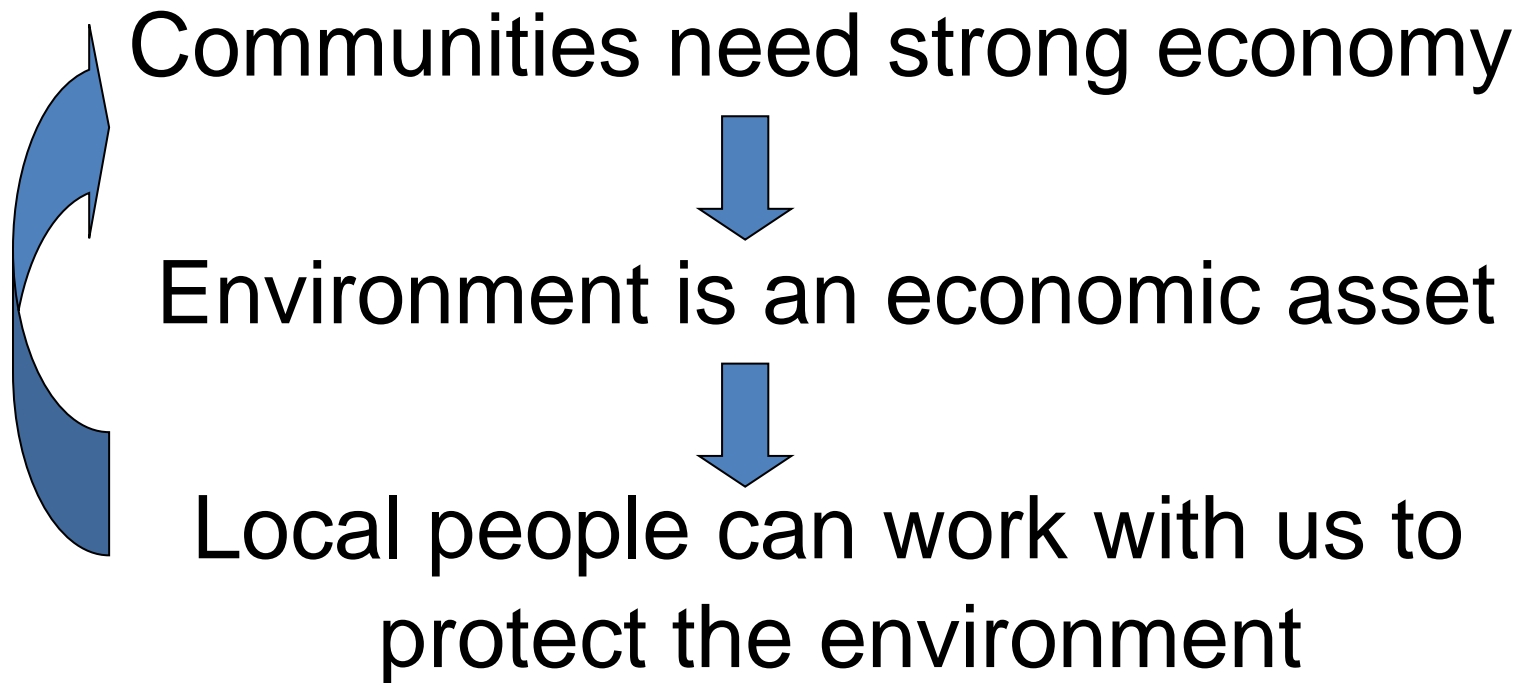 Communities need strong economy
Environment is an economic asset
Local people can work with us to
protect the environment